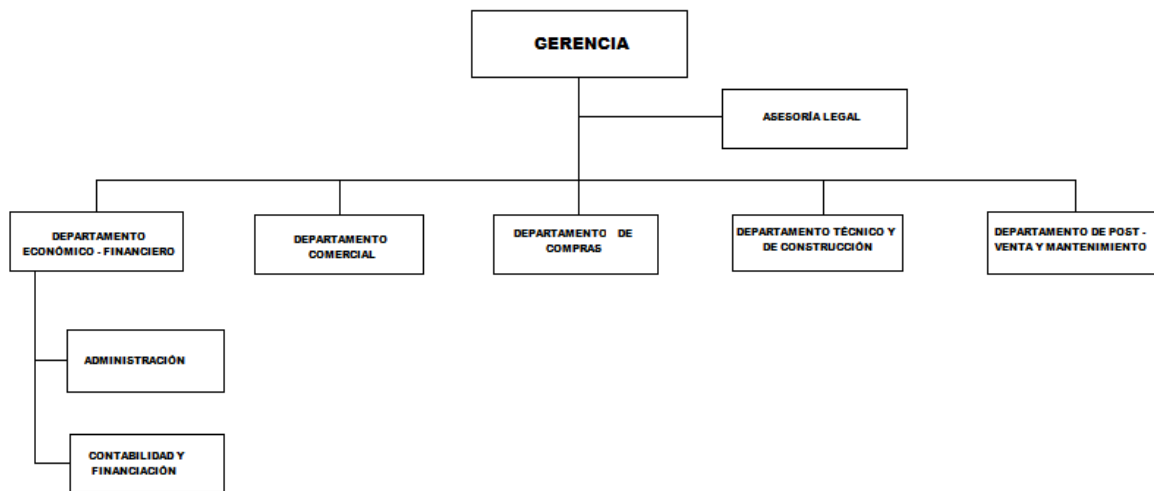 GERENCIA
ASESORÍA LEGAL
DEPARTAMENTO
ECONÓMICO - FINANCIERO
DEPARTAMENTO
COMERCIAL
DEPARTAMENTO DE
COMPRAS
DEPARTAMENTO TÉCNICO Y
DE CONSTRUCCIÓN
DEPARTAMENTO DE POST -
VENTA Y MANTENIMIENTO
ADMINISTRACIÓN
CONTABILIDAD Y
FINANCIACIÓN